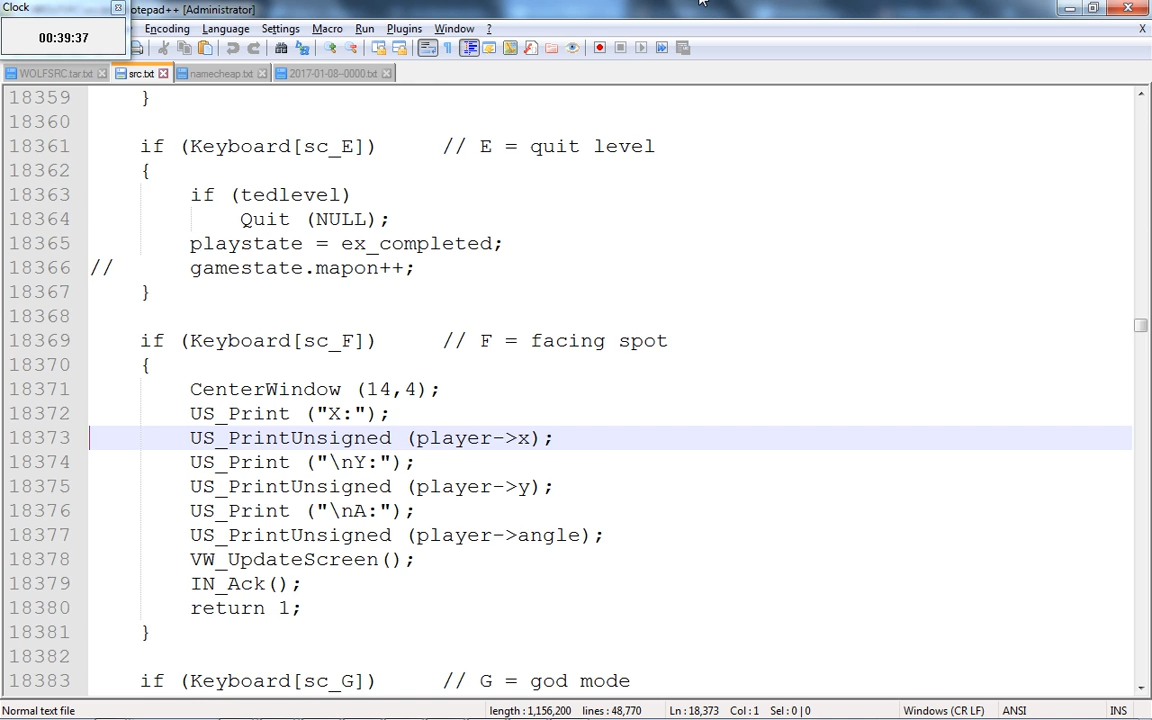 Clock
otepad++ [Administrator]
00:39:37
Encoding Language Settings Macro Run Plugins Window ?
X
WOLFSRC.tar.txt src.txt namecheap.txt 2017-01-08--0000.txt
18359 }
18360
18361 if (Keyboard[sc_E]) // E = quit level
18362 {
18363 if (tedlevel)
18364 Quit (NULL);
18365 playstate = ex_completed;
18366 // gamestate.mapon++;
18367 }
18368
18369 if (Keyboard[sc_F]) // F = facing spot
18370 {
18371 CenterWindow (14,4);
18372 US_Print ("X:");
18373 US_PrintUnsigned (player->x);
18374 US_Print ("\nY:");
18375 US_PrintUnsigned (player->y);
18376 US_Print ("\nA:");
18377 US_PrintUnsigned (player->angle);
18378 VW_UpdateScreen();
18379 IN_Ack();
18380 return 1;
18381 }
18382
18383 if (Keyboard[sc_G]) // G = god mode
Normal text file length : 1,156,200 lines : 48,770 Ln : 18,373 Col : 1 Sel : 0 | 0 Windows (CR LF) ANSI INS